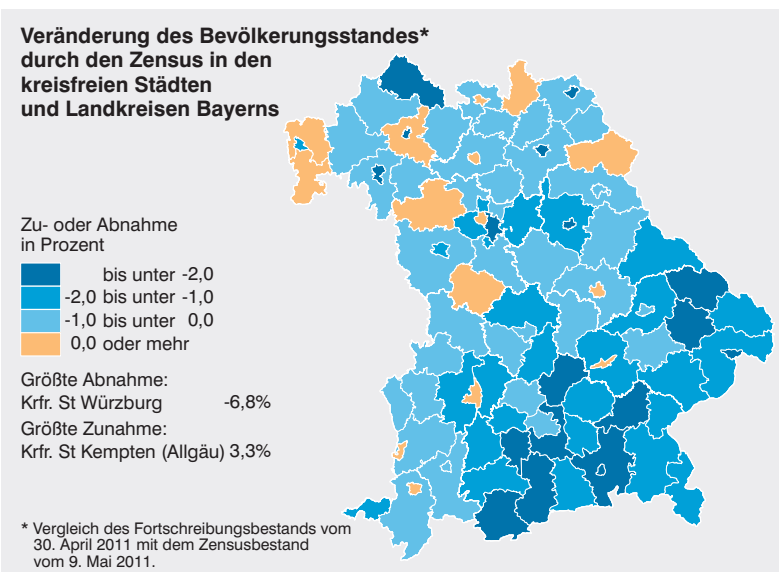 Veränderung des Bevölkerungsstandes*
durch den Zensus in den
kreisfreien Städten
und Landkreisen Bayerns
Zu- oder Abnahme
in Prozent
bis unter -2,0
-2,0 bis unter -1,0
-1,0 bis unter 0,0
0,0 oder mehr
Größte Abnahme:
Krfr. St Würzburg -6,8%
Größte Zunahme:
Krfr. St Kempten (Allgäu) 3,3%
* Vergleich des Fortschreibungsbestands vom
30. April 2011 mit dem Zensusbestand
vom 9. Mai 2011.